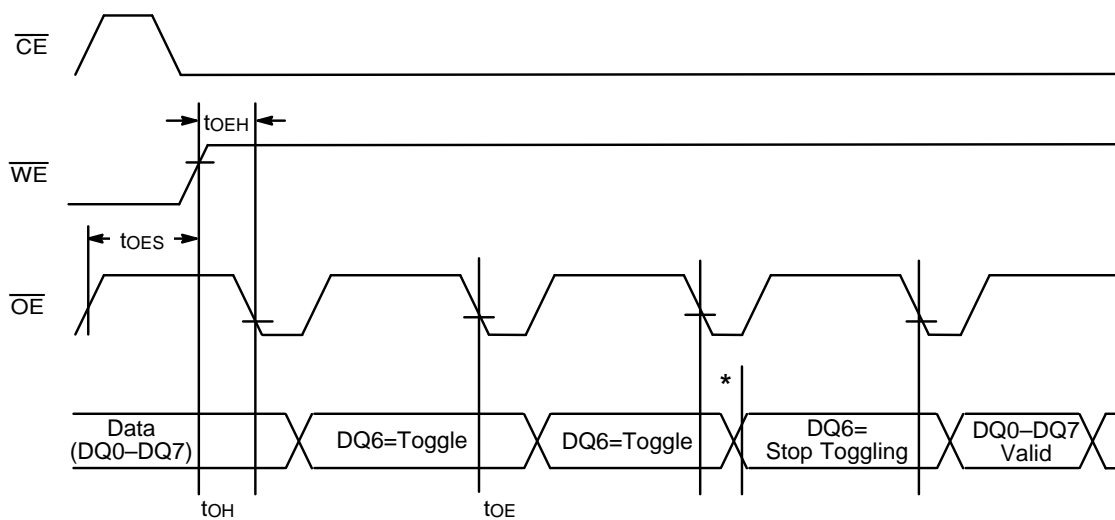 CE
tOEH
WE
tOES
OE
*
Data
(DQ0–DQ7)
DQ6=Toggle
DQ6=Toggle
DQ6=
Stop Toggling
DQ0–DQ7
Valid
tOH
tOE